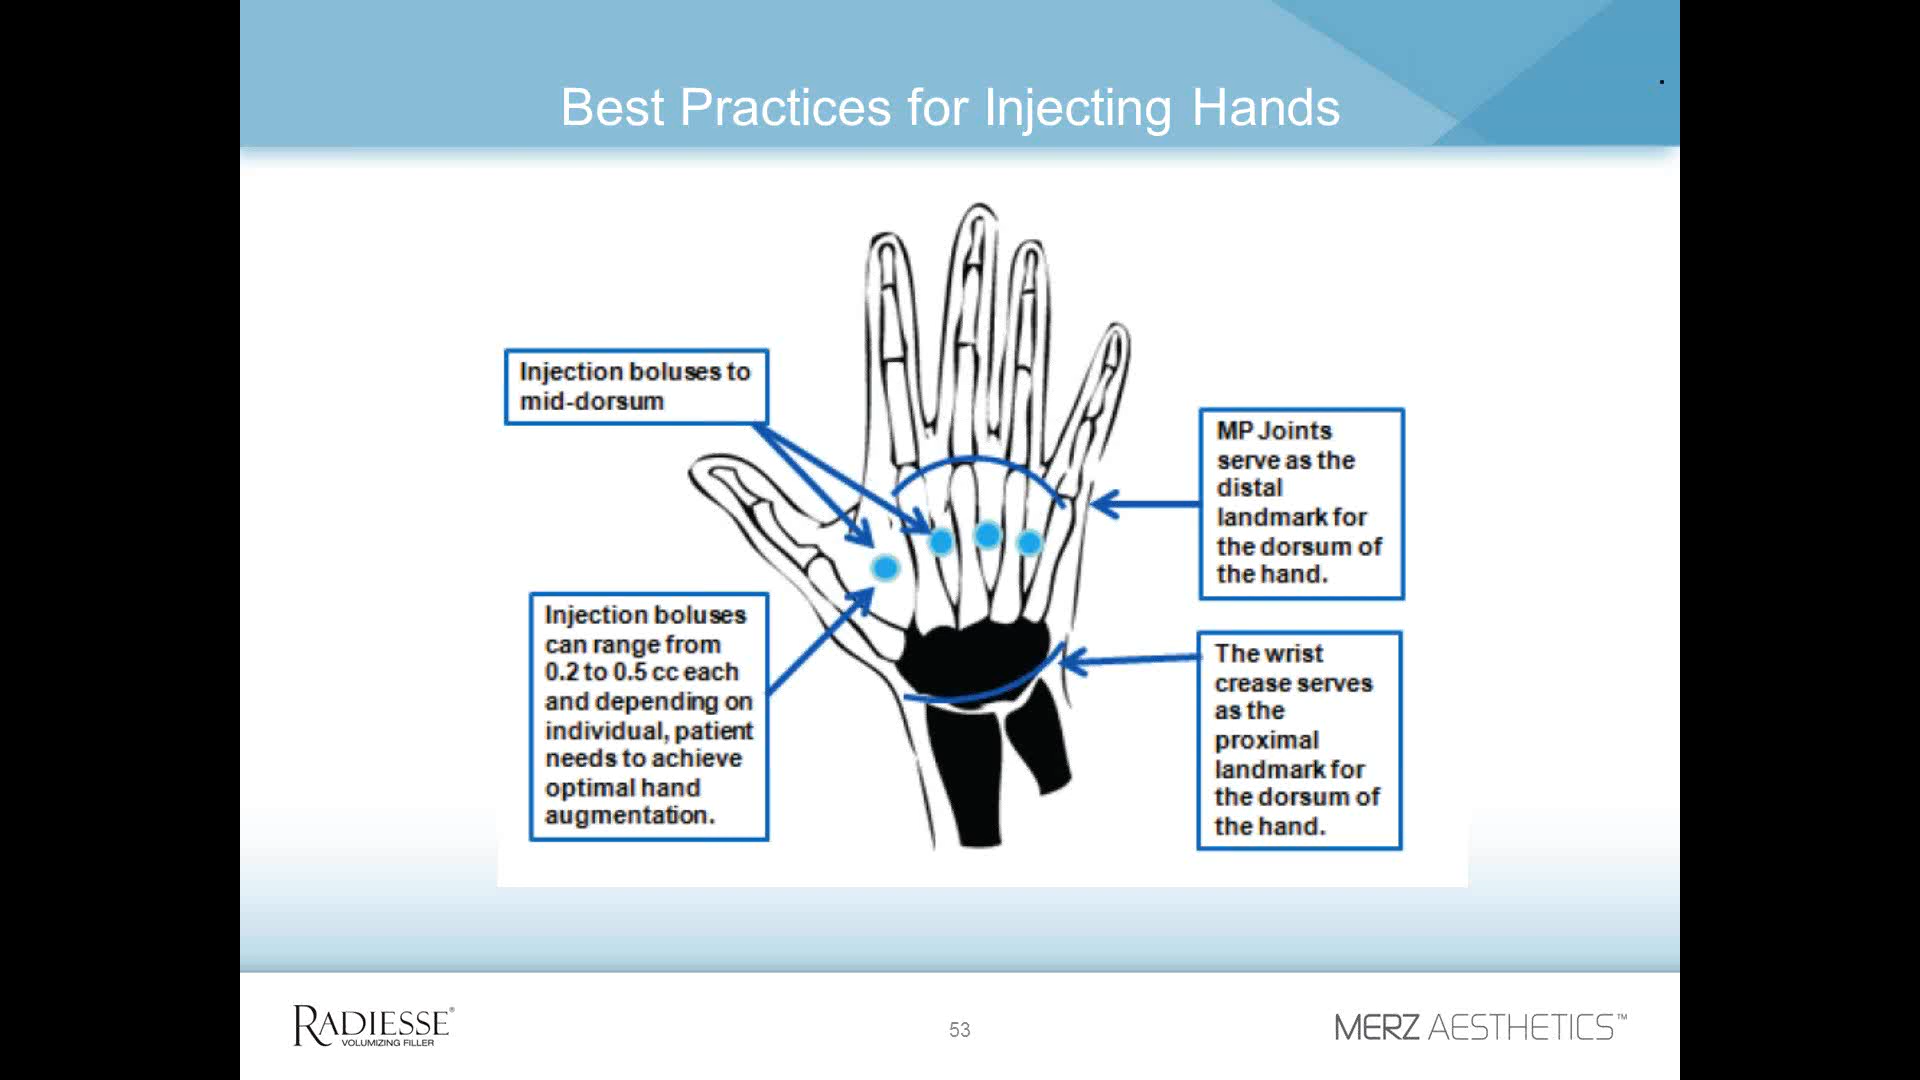 Best Practices for Injecting Hands
Injection boluses to
mid-dorsum
MP Joints
serve as the
distal
landmark for
the dorsum of
the hand.
Injection boluses
can range from
0.2 to 0.5 cc each
and depending on
individual, patient
needs to achieve
optimal hand
augmentation.
The wrist
crease serves
as the
proximal
landmark for
the dorsum of
the hand.
RADIESSE®
VOLUMIZING FILLER
53
MERZ AESTHETICS™